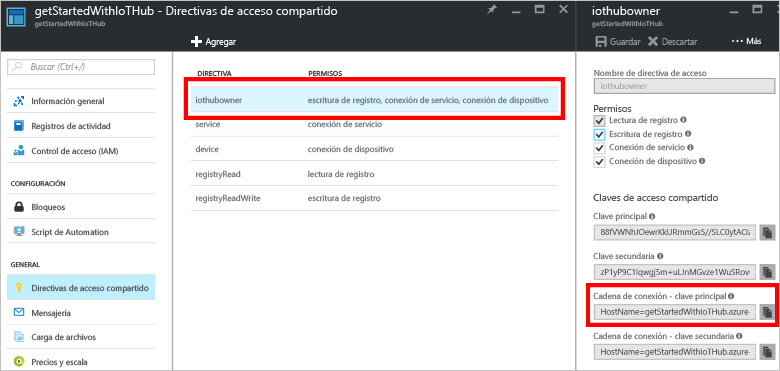 getStartedWithIoTHub - Directivas de acceso compartido
getStartedWithIoTHub
Agregar
Buscar (Ctrl+/)
Información general
Registros de actividad
Control de acceso (IAM)
CONFIGURACIÓN
Bloqueos
Script de Automation
GENERAL
Directivas de acceso compartido
Mensajería
Carga de archivos
Precios y escala
DIRECTIVA PERMISOS
iothubowner escritura de registro, conexión de servicio, conexión de dispositivo
service conexión de servicio
device conexión de dispositivo
registryRead lectura de registro
registryReadWrite escritura de registro
iothubowner
getStartedWithIoTHub
Guardar Descartar Más
Nombre de directiva de acceso
iothubowner
Permisos
Lectura de registro
Escritura de registro
Conexión de servicio
Conexión de dispositivo
Claves de acceso compartido
Clave principal
Clave secundaria
Cadena de conexión - clave principal
HostName=getStartedWithIoTHub.azure-
Cadena de conexión - clave secundaria
HostName=getStartedWithIoTHub.azure-